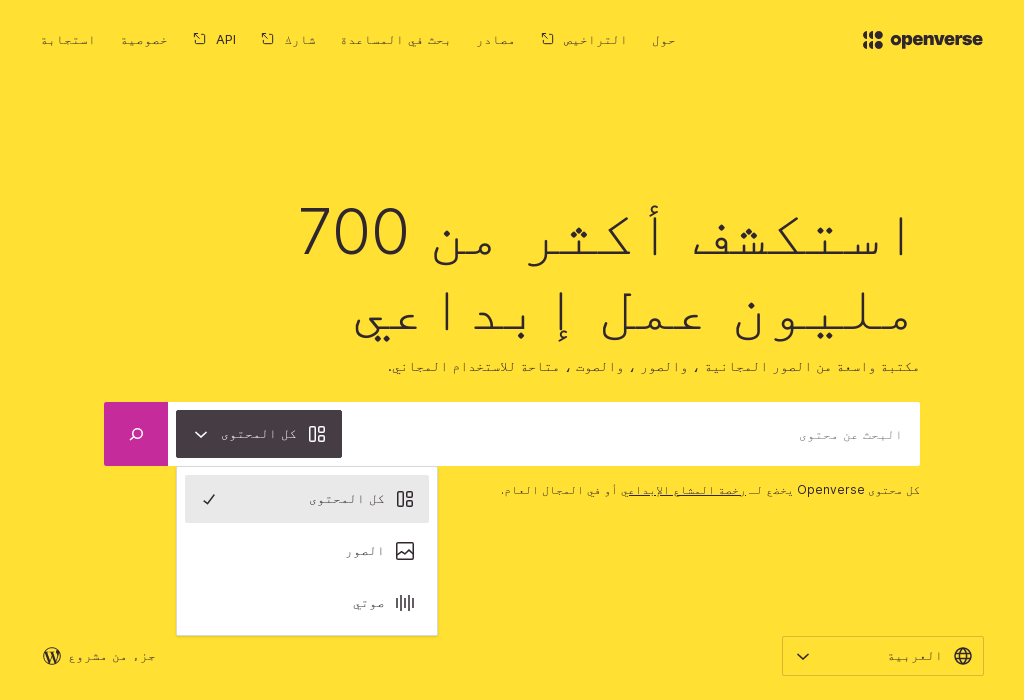 openverse
حول
التراخيص
مصادر
بحث في المساعدة
شارك
API
خصوصية
استجابة
استكشف أكثر من 700
مليون عمل إبداعي
مكتبة واسعة من الصور المجانية ، والصور ، والصوت ، متاحة للاستخدام المجاني.
البحث عن محتوى
كل المحتوى
كل محتوى Openverse يخضع لـ رخصة المشاع الإبداعي أو في المجال العام.
كل المحتوى
الصور
صوتي
العربية
جزء من مشروع